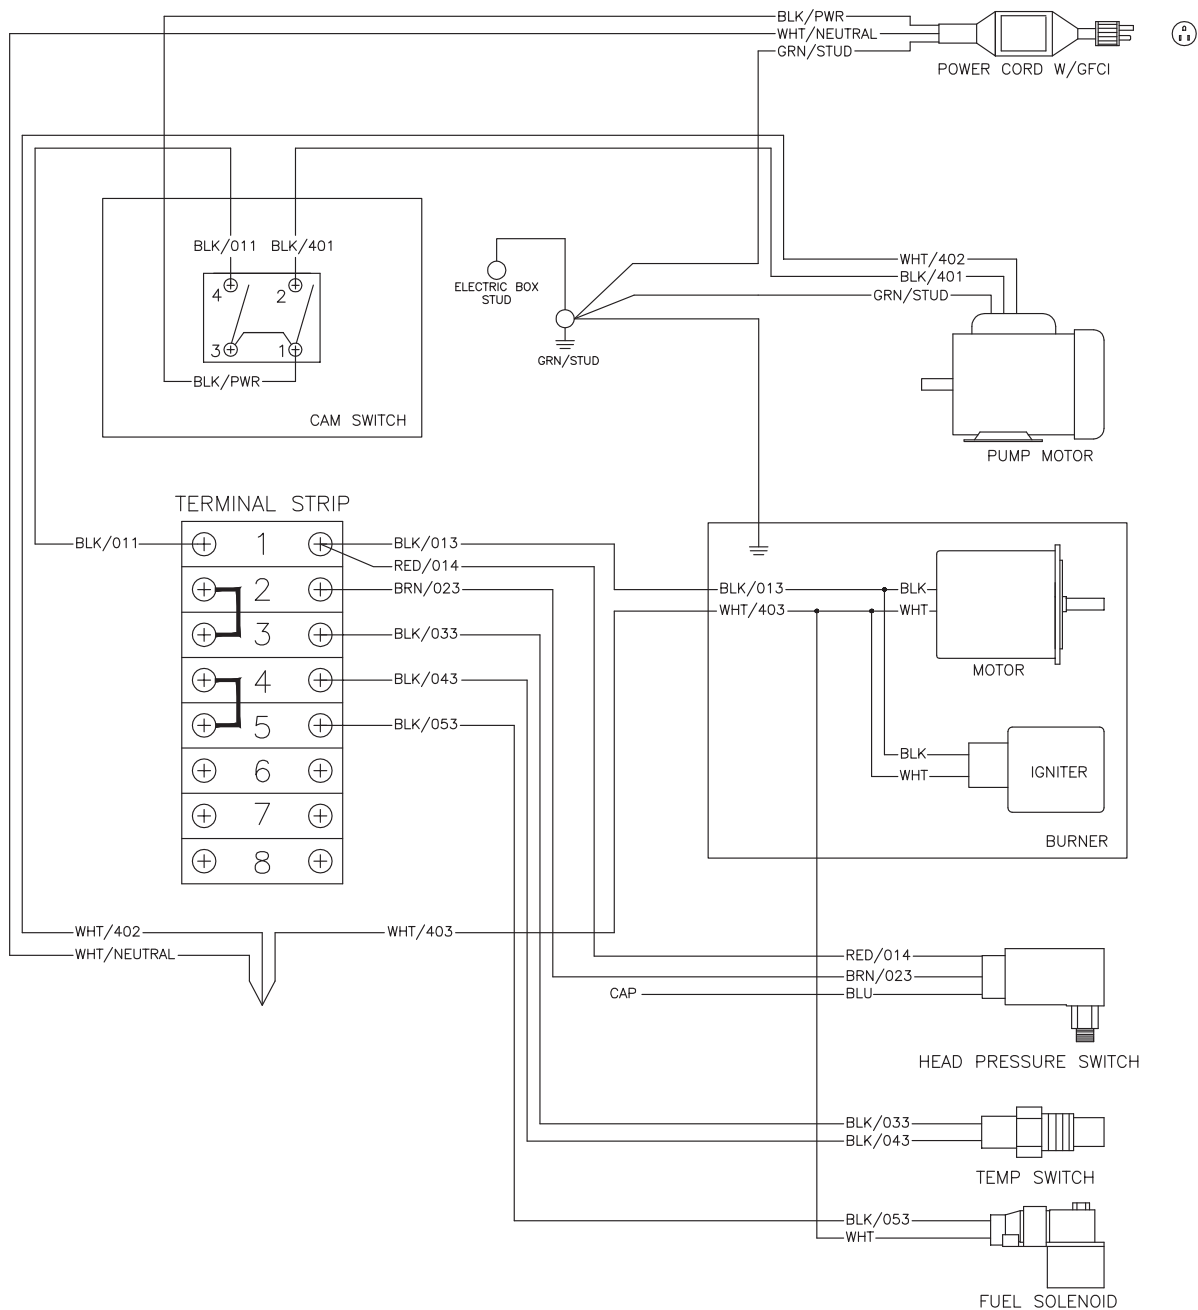 BLK/PWR
WHT/NEUTRAL
GRN/STUD
POWER CORD W/GFCI
BLK/011
BLK/401
4
2
3
1
BLK/PWR
CAM SWITCH
ELECTRIC BOX
STUD
GRN/STUD
WHT/402
BLK/401
GRN/STUD
PUMP MOTOR
TERMINAL STRIP
BLK/011
1
BLK/013
RED/014
2
BRN/023
3
BLK/033
4
BLK/043
5
BLK/053
6
7
8
BLK/013
BLK
WHT/403
WHT
MOTOR
BLK
WHT
IGNITER
BURNER
WHT/402
WHT/403
WHT/NEUTRAL
RED/014
BRN/023
CAP
BLU
HEAD PRESSURE SWITCH
BLK/033
BLK/043
TEMP SWITCH
BLK/053
WHT
FUEL SOLENOID